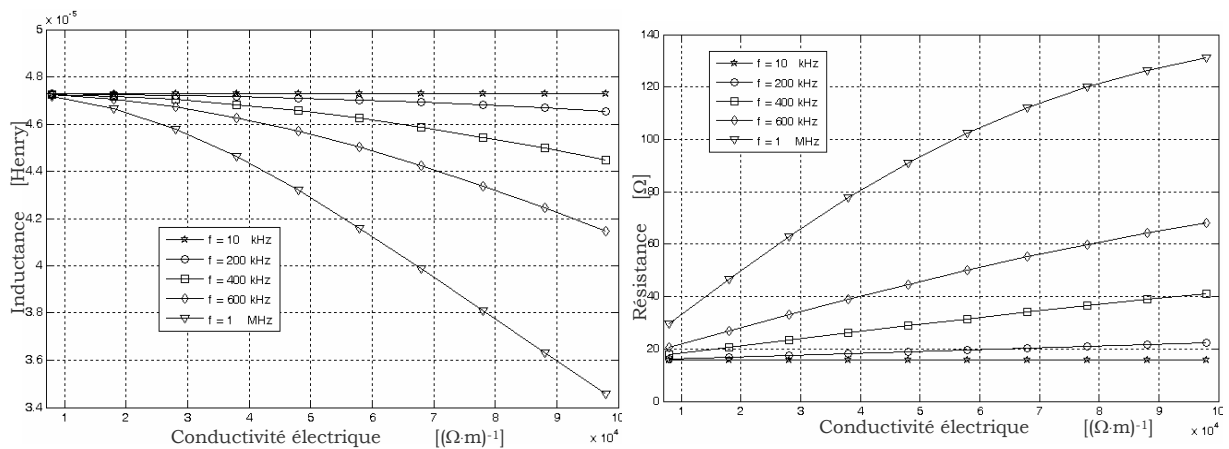 × 10⁻⁵
5
4.8
4.6
4.4
4.2
4
3.8
3.6
3.4
Inductance [Henry]
f = 10 kHz
f = 200 kHz
f = 400 kHz
f = 600 kHz
f = 1 MHz
1 2 3 4 5 6 7 8 9 10
× 10⁴
Conductivité électrique [(Ω·m)⁻¹]
140
120
100
80
60
40
20
0
Résistance [Ω]
f = 10 kHz
f = 200 kHz
f = 400 kHz
f = 600 kHz
f = 1 MHz
1 2 3 4 5 6 7 8 9 10
× 10⁴
Conductivité électrique [(Ω·m)⁻¹]